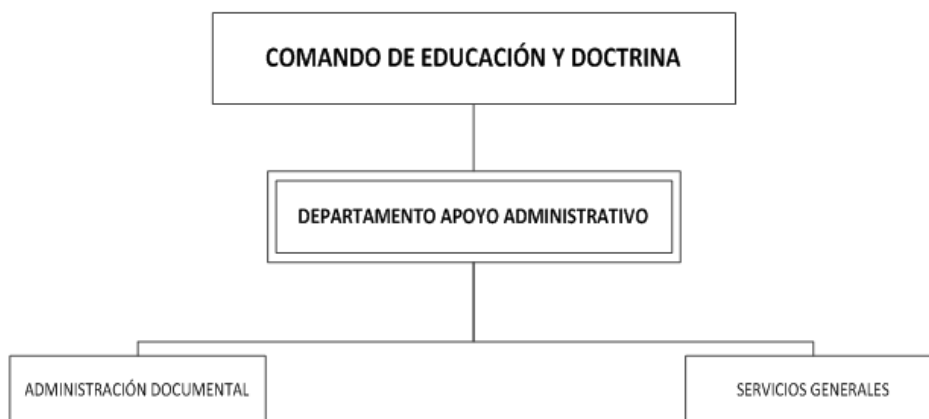 COMANDO DE EDUCACIÓN Y DOCTRINA
DEPARTAMENTO APOYO ADMINISTRATIVO
ADMINISTRACIÓN DOCUMENTAL
SERVICIOS GENERALES